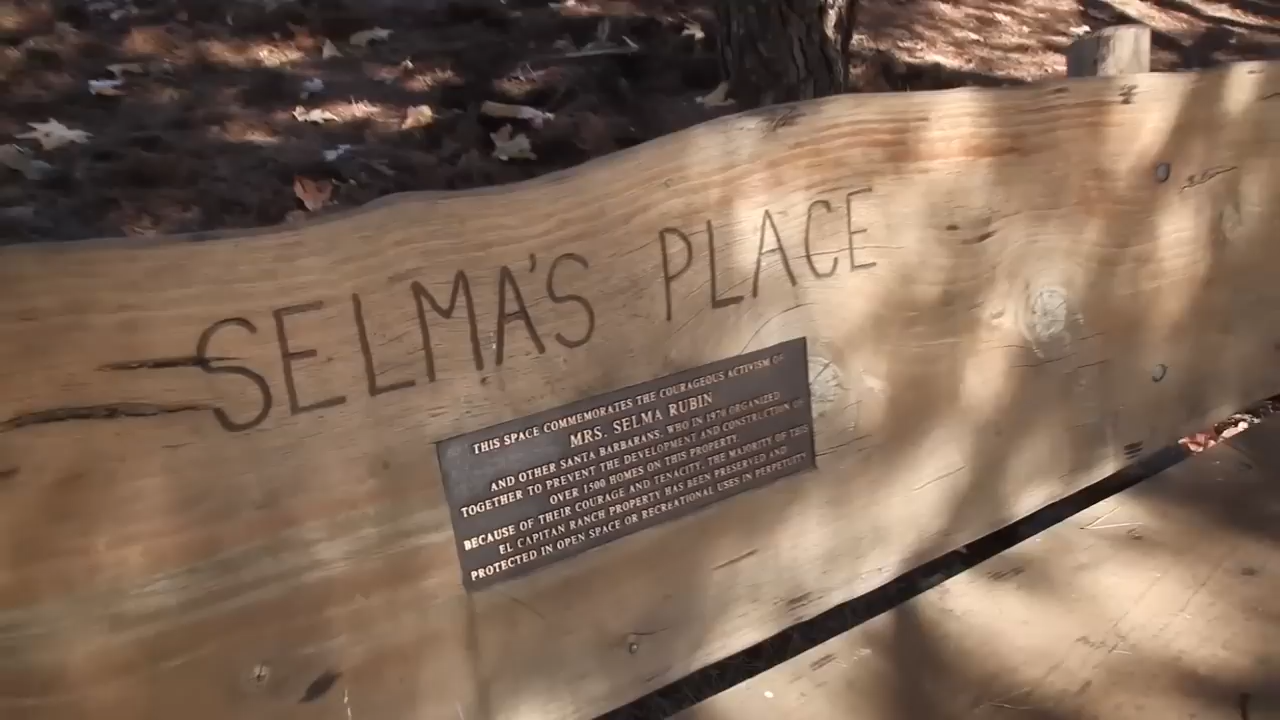 SELMA'S PLACE
THIS SPACE COMMEMORATES THE COURAGEOUS ACTIVISM OF
MRS. SELMA RUBIN
AND OTHER SANTA BARBARANS, WHO IN 1970 ORGANIZED
TOGETHER TO PREVENT THE DEVELOPMENT AND CONSTRUCTION OF
OVER 1500 HOMES ON THIS PROPERTY.
BECAUSE OF THEIR COURAGE AND TENACITY, THE MAJORITY OF THIS
EL CAPITAN RANCH PROPERTY HAS BEEN PRESERVED AND
PROTECTED IN OPEN SPACE OR RECREATIONAL USES IN PERPETUITY